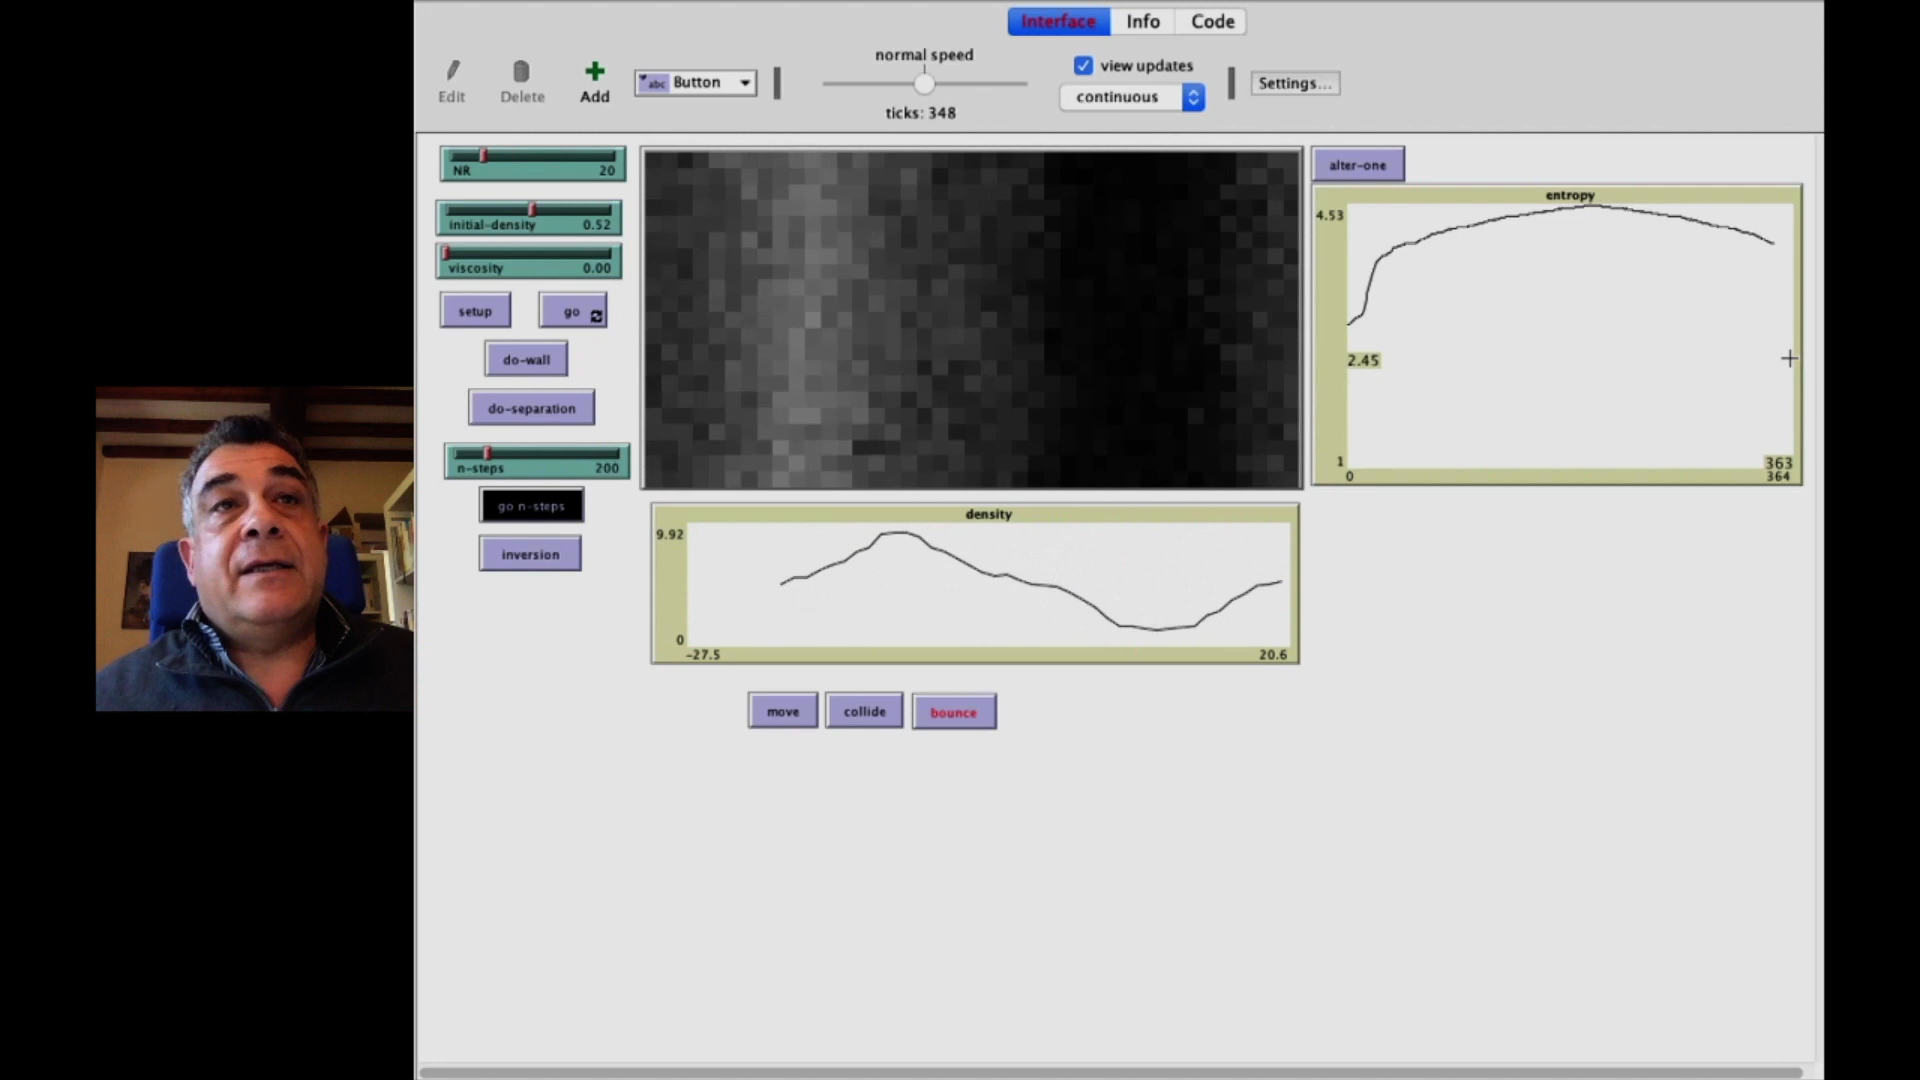 Interface Info Code
Edit
Delete
Add
abc Button
normal speed
ticks: 348
view updates
continuous
Settings...
NR 20
initial-density 0.52
viscosity 0.00
setup
go
do-wall
do-separation
n-steps 200
go n-steps
inversion
alter-one
entropy
4.53
2.45
1
0
363
364
density
9.92
0
-27.5
20.6
move
collide
bounce